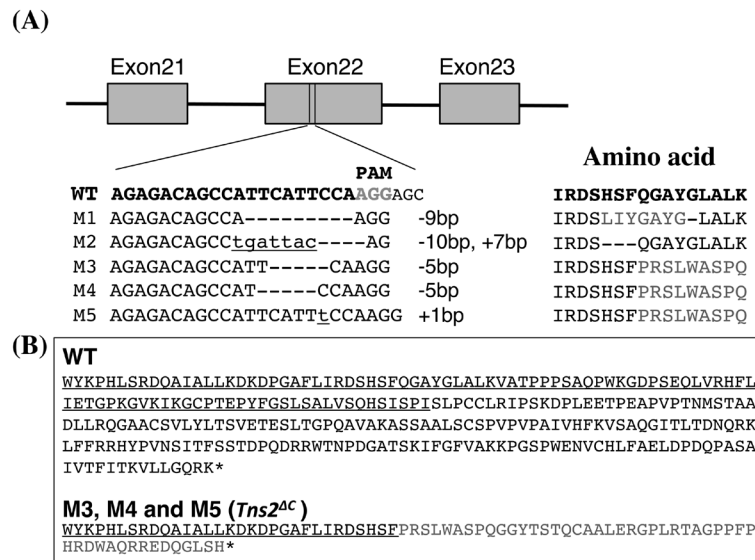 (A)
Exon21 Exon22 Exon23
PAM
Amino acid
WT AGAGACAGCCATTCATTCCAAGGAGC IRDSHSFQGAYGLALK
M1 AGAGACAGCCA---------AGG -9bp IRDSLIYGAYG-LALK
M2 AGAGACAGCCtgattac----AG -10bp, +7bp IRDS---QGAYGLALK
M3 AGAGACAGCCATT-----CAAGG -5bp IRDSHSFPRSLWASPQ
M4 AGAGACAGCCAT-----CCAAGG -5bp IRDSHSFPRSLWASPQ
M5 AGAGACAGCCATTCATTtCCAAGG +1bp IRDSHSFPRSLWASPQ
(B)
WT
WYKPHLSRDQAIALLKDKDPGAFLIRDSHSFQGAYGLALKVATPPPSAQPWKGDPSEQLVRHFL
IETGPKGVKIKGCPTEPYFGSLSALVSQHSISPISLPCCLRIPSKDPLEETPEAPVPTNMSTAA
DLLRQGAACSVLYLTSVETESLTGPQAVAKASSAALSCSPVPVPAIVHFKVSAQGITLTDNQRK
LFFRRHYPVNSITFSSTDPQDRRWTNPDGATSKIFGFVAKKPGSPWENVCHLFAELDPDQPASA
IVTFITKVLLGQRK*
M3, M4 and M5 (Tns2ΔC)
WYKPHLSRDQAIALLKDKDPGAFLIRDSHSFPRSLWASPQGGYTSTQCAALERGPLRTAGPPFP
HRDWAQRREDQGLSH*